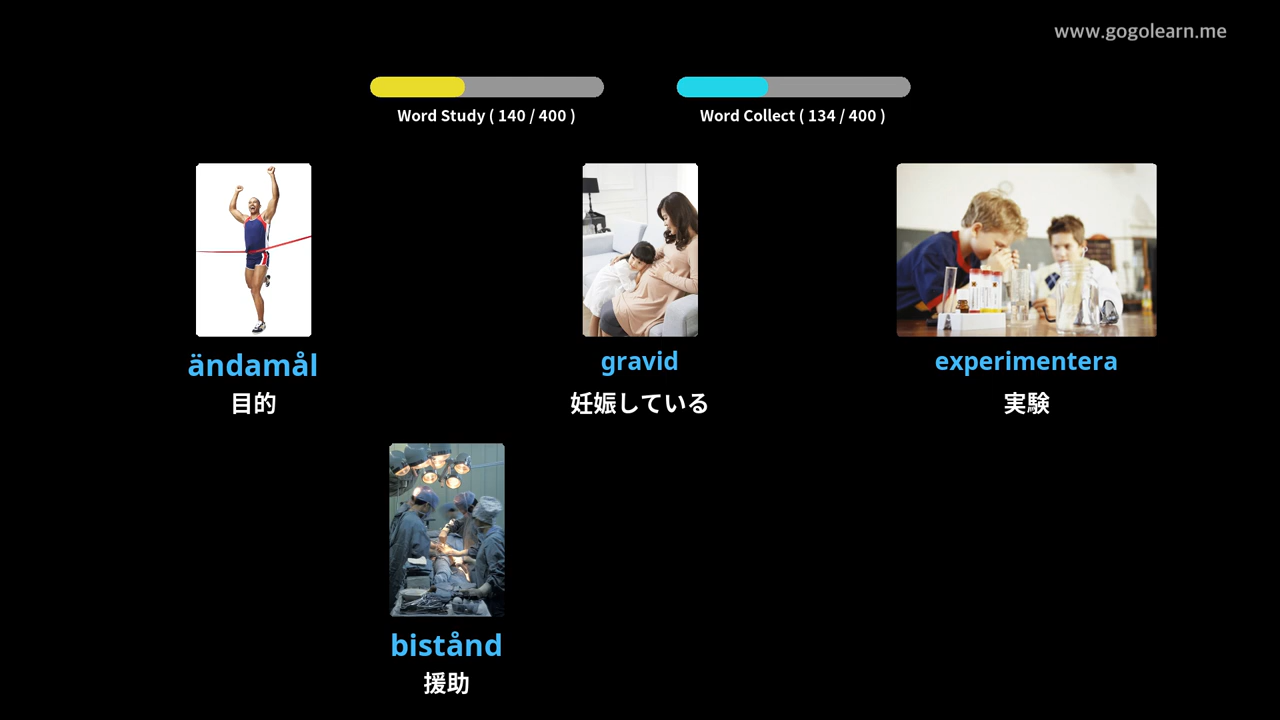 www.gogolearn.me
Word Study ( 140 / 400 )
Word Collect ( 134 / 400 )
ändamål
目的
gravid
妊娠している
experimentera
実験
bistånd
援助